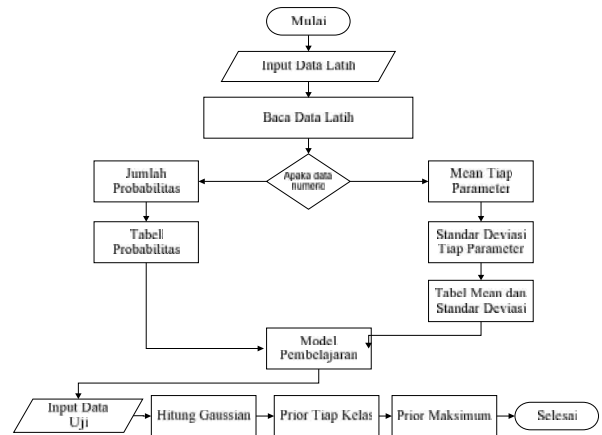 Mulai
Input Data Latih
Baca Data Latih
Apaka data
numeric
Jumlah
Probabilitas
Mean Tiap
Parameter
Tabell
Probabilitas
Standar Deviasi
Tiap Parameter
Tabel Mean dan
Standar Deviasi
Model
Pembelajaran
Input Data
Uji
Hitung Gaussian
Prior Tiap Kelas
Prior Maksimum
Selesai